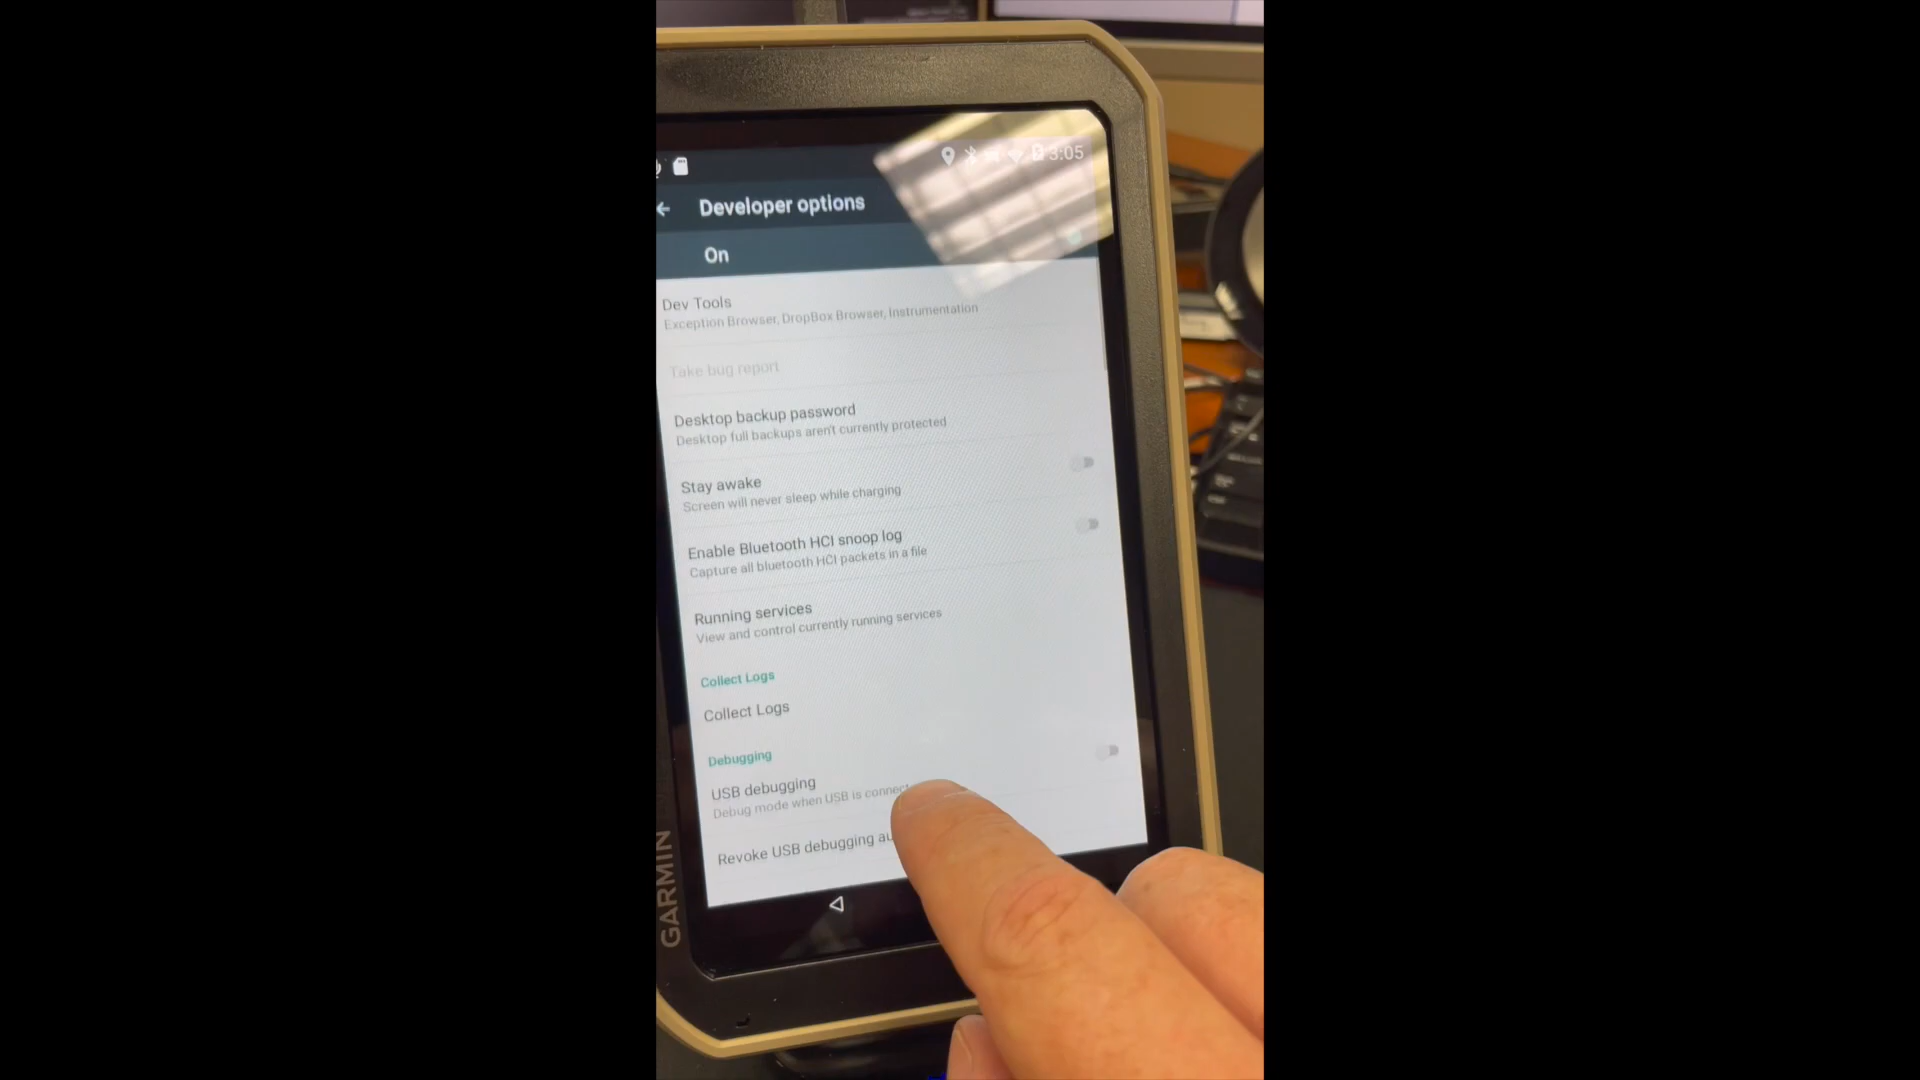 3:05
Developer options
On
Dev Tools
Exception Browser, DropBox Browser, Instrumentation
Take bug report
Desktop backup password
Desktop full backups aren't currently protected
Stay awake
Screen will never sleep while charging
Enable Bluetooth HCI snoop log
Capture all bluetooth HCI packets in a file
Running services
View and control currently running services
Collect Logs
Collect Logs
Debugging
USB debugging
Debug mode when USB is connec
Revoke USB debugging au
GARMIN